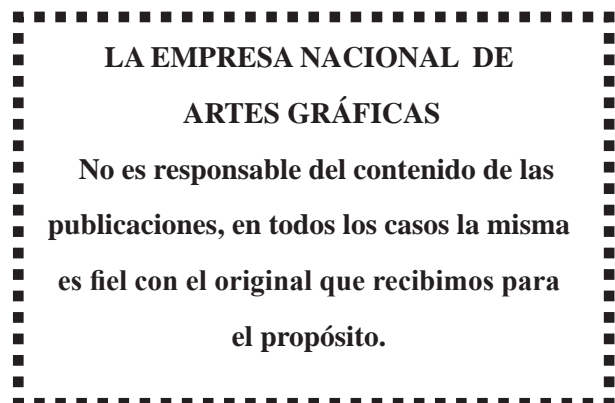 LA EMPRESA NACIONAL DE
ARTES GRÁFICAS
No es responsable del contenido de las
publicaciones, en todos los casos la misma
es fiel con el original que recibimos para
el propósito.